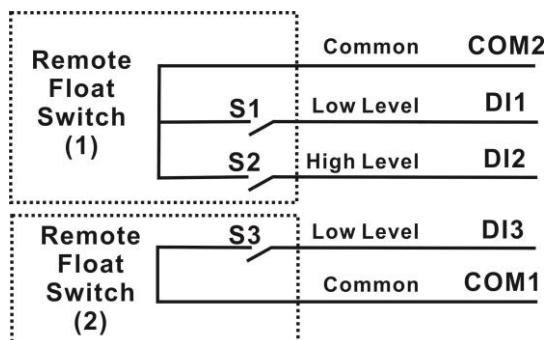 Remote
Float
Switch
(1)
Common COM2
S1 Low Level DI1
S2 High Level DI2
Remote
Float
Switch
(2)
S3 Low Level DI3
Common COM1